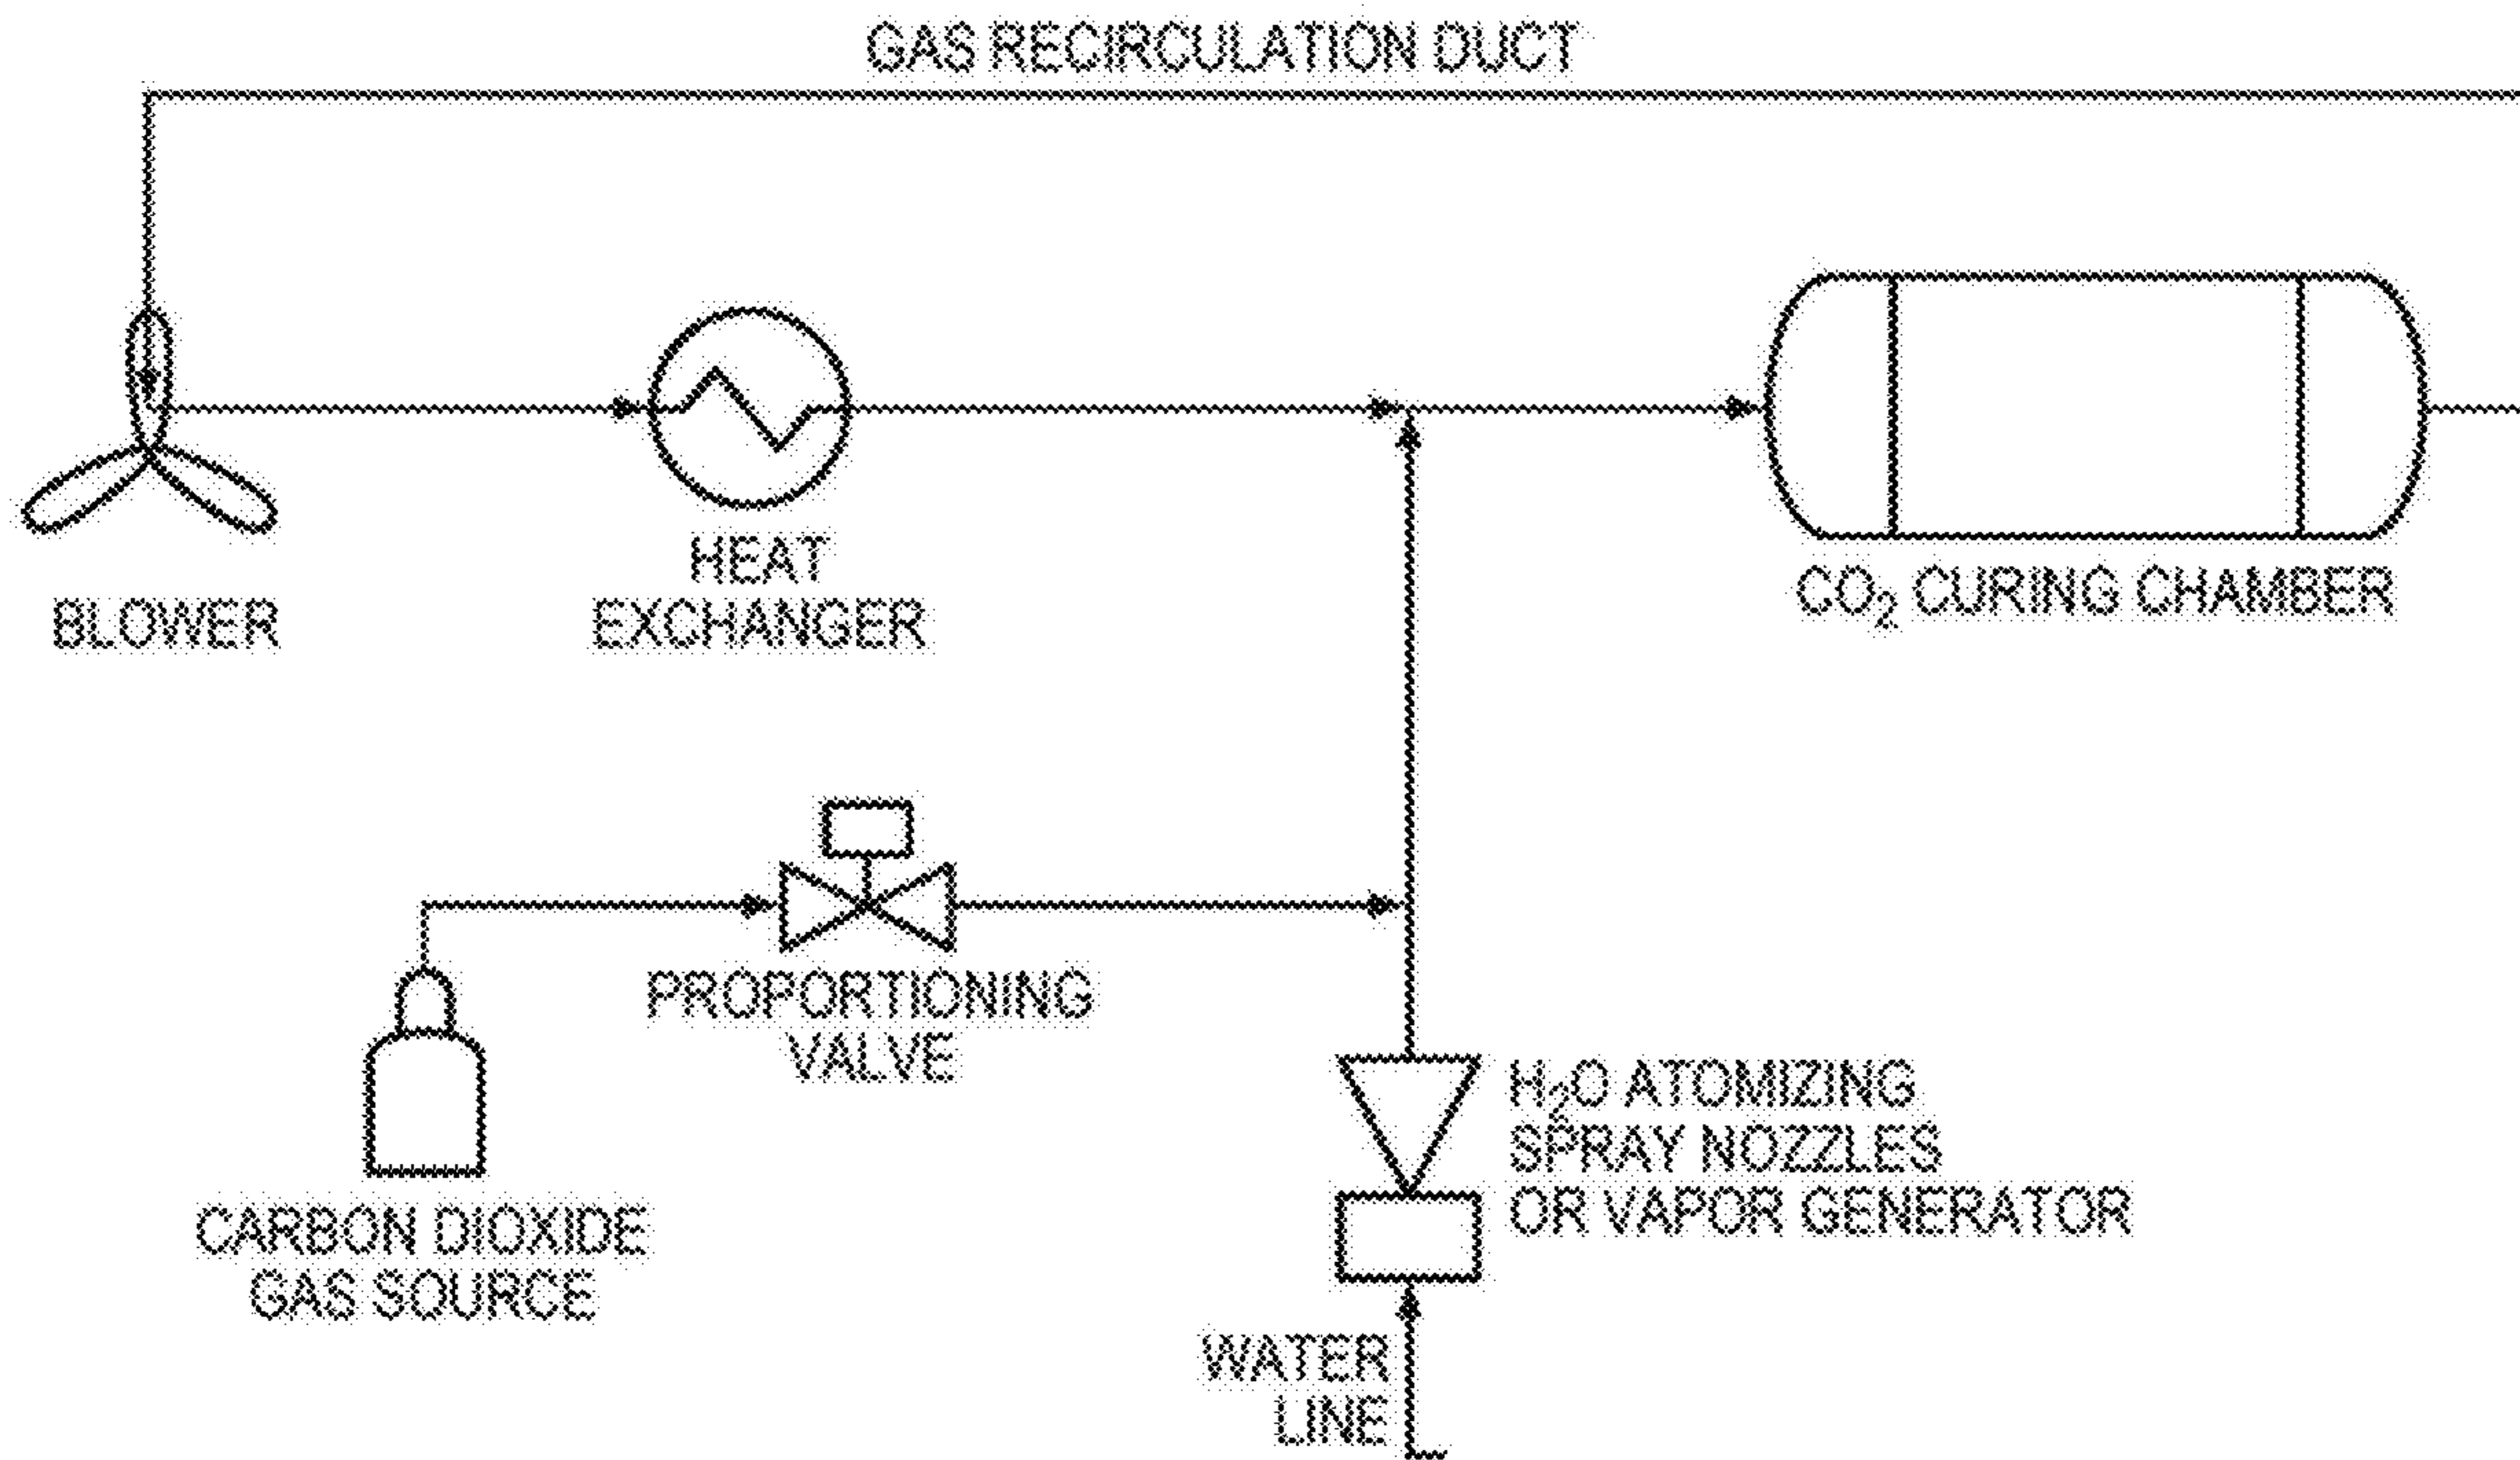 GAS RECIRCULATION DUCT
BLOWER
HEAT
EXCHANGER
CO₂ CURING CHAMBER
PROPORTIONING
VALVE
CARBON DIOXIDE
GAS SOURCE
H₂O ATOMIZING
SPRAY NOZZLES
OR VAPOR GENERATOR
WATER
LINE